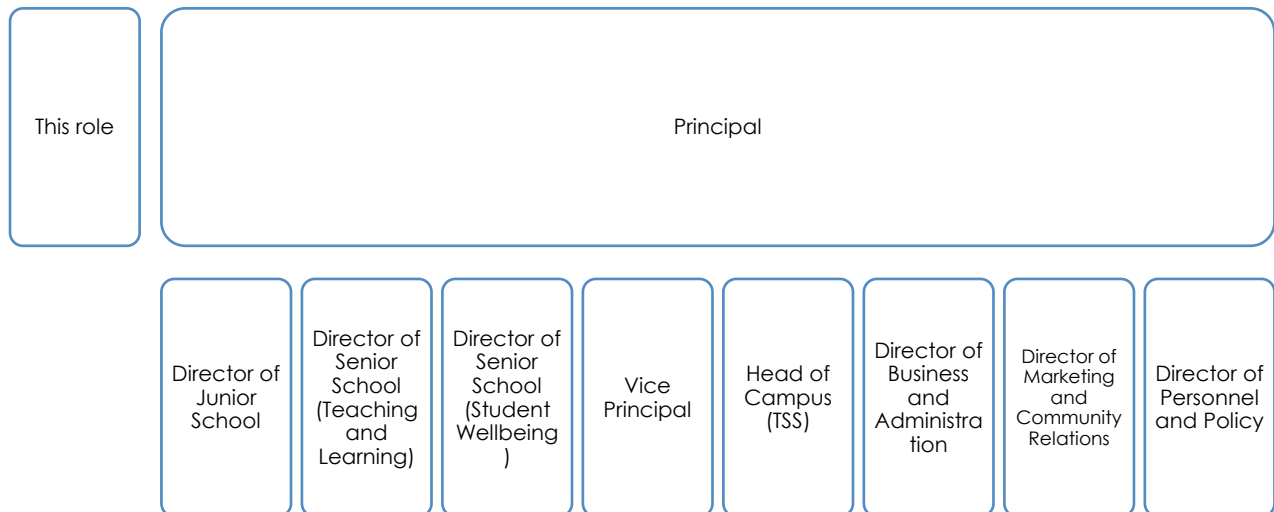 This role
Principal
Director of
Junior
School
Director of
Senior
School
(Teaching
and
Learning)
Director of
Senior
School
(Student
Wellbeing
)
Vice
Principal
Head of
Campus
(TSS)
Director of
Business
and
Administra
tion
Director of
Marketing
and
Community
Relations
Director of
Personnel
and Policy